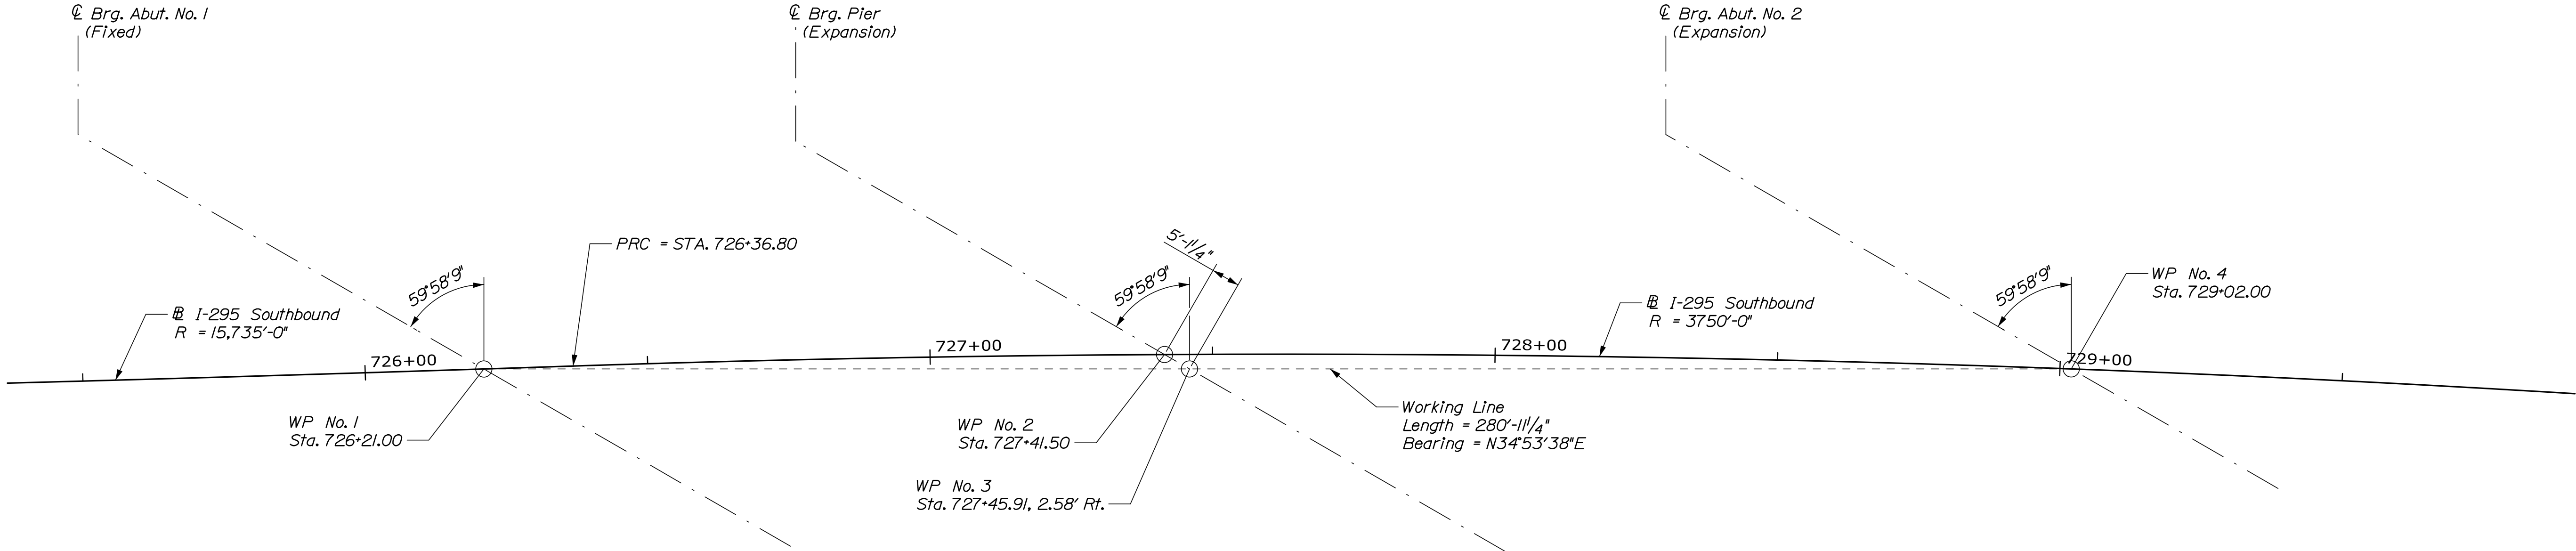 ℄ Brg. Abut. No. 1
(Fixed)
℄ Brg. Pier
(Expansion)
℄ Brg. Abut. No. 2
(Expansion)
5'-11¼"
PRC = STA. 726+36.80
59°58'9"
59°58'9"
59°58'9"
WP No. 4
Sta. 729+02.00
BL I-295 Southbound
R = 15,735'-0"
BL I-295 Southbound
R = 3750'-0"
726+00
727+00
728+00
729+00
WP No. 1
Sta. 726+21.00
WP No. 2
Sta. 727+41.50
Working Line
Length = 280'-11¼"
Bearing = N34°53'38"E
WP No. 3
Sta. 727+45.91, 2.58' Rt.